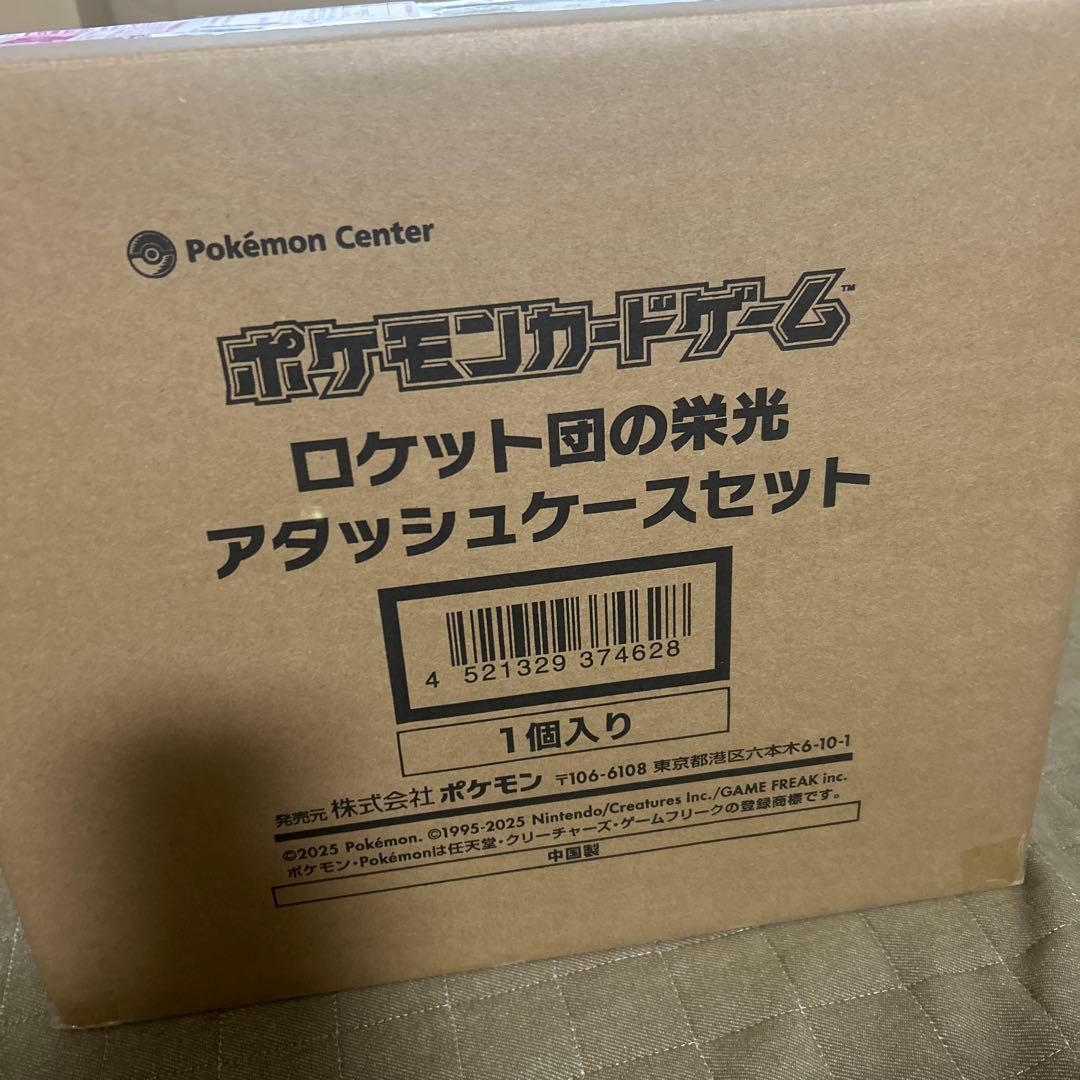 Pokémon Center
ポケモンカードゲーム™
ロケット団の栄光
アタッシュケースセット
4 521329 374628
1個入り
発売元 株式会社 ポケモン 〒106-6108 東京都港区六本木6-10-1
©2025 Pokémon. ©1995-2025 Nintendo/Creatures Inc./GAME FREAK inc.
ポケモン・Pokémonは任天堂・クリーチャーズ・ゲームフリークの登録商標です。
中国製